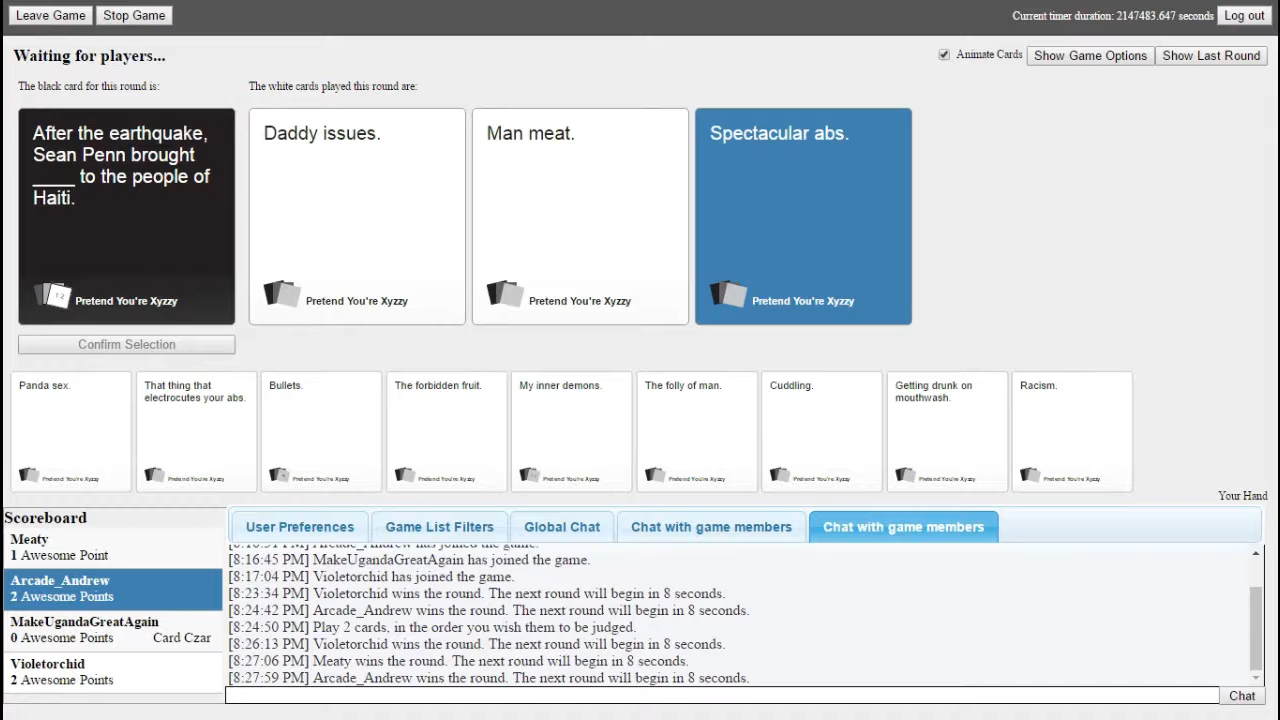 Leave Game Stop Game Current timer duration: 2147483.647 seconds Log out
Waiting for players... Animate Cards Show Game Options Show Last Round
The black card for this round is: The white cards played this round are:
After the earthquake,
Sean Penn brought
____ to the people of
Haiti.
Pretend You're Xyzzy
Daddy issues.
Pretend You're Xyzzy
Man meat.
Pretend You're Xyzzy
Spectacular abs.
Pretend You're Xyzzy
Confirm Selection
Panda sex.
Pretend You're Xyzzy
That thing that
electrocutes your abs.
Pretend You're Xyzzy
Bullets.
Pretend You're Xyzzy
The forbidden fruit.
Pretend You're Xyzzy
My inner demons.
Pretend You're Xyzzy
The folly of man.
Pretend You're Xyzzy
Cuddling.
Pretend You're Xyzzy
Getting drunk on
mouthwash.
Pretend You're Xyzzy
Racism.
Pretend You're Xyzzy
Your Hand
Scoreboard
Meaty
1 Awesome Point
Arcade_Andrew
2 Awesome Points
MakeUgandaGreatAgain
0 Awesome Points Card Czar
Violetorchid
2 Awesome Points
User Preferences Game List Filters Global Chat Chat with game members Chat with game members
Arcade_Andrew has joined the game.
[8:16:45 PM] MakeUgandaGreatAgain has joined the game.
[8:17:04 PM] Violetorchid has joined the game.
[8:23:34 PM] Violetorchid wins the round. The next round will begin in 8 seconds.
[8:24:42 PM] Arcade_Andrew wins the round. The next round will begin in 8 seconds.
[8:24:50 PM] Play 2 cards, in the order you wish them to be judged.
[8:26:13 PM] Violetorchid wins the round. The next round will begin in 8 seconds.
[8:27:06 PM] Meaty wins the round. The next round will begin in 8 seconds.
[8:27:59 PM] Arcade_Andrew wins the round. The next round will begin in 8 seconds.
Chat